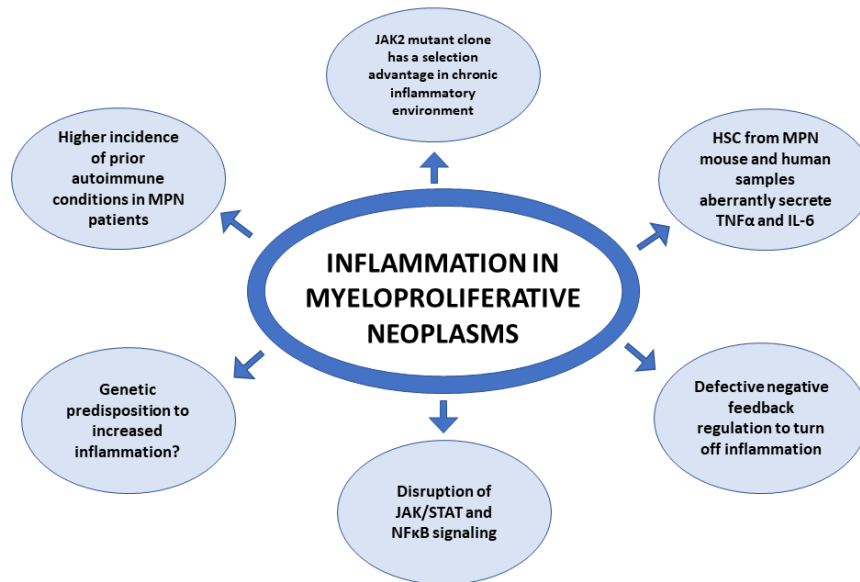 JAK2 mutant clone
has a selection
advantage in chronic
inflammatory
environment
Higher incidence
of prior
autoimmune
conditions in MPN
patients
HSC from MPN
mouse and human
samples
aberrantly secrete
TNFα and IL-6
INFLAMMATION IN
MYELOPROLIFERATIVE
NEOPLASMS
Genetic
predisposition to
increased
inflammation?
Defective negative
feedback
regulation to turn
off inflammation
Disruption of
JAK/STAT and
NFκB signaling